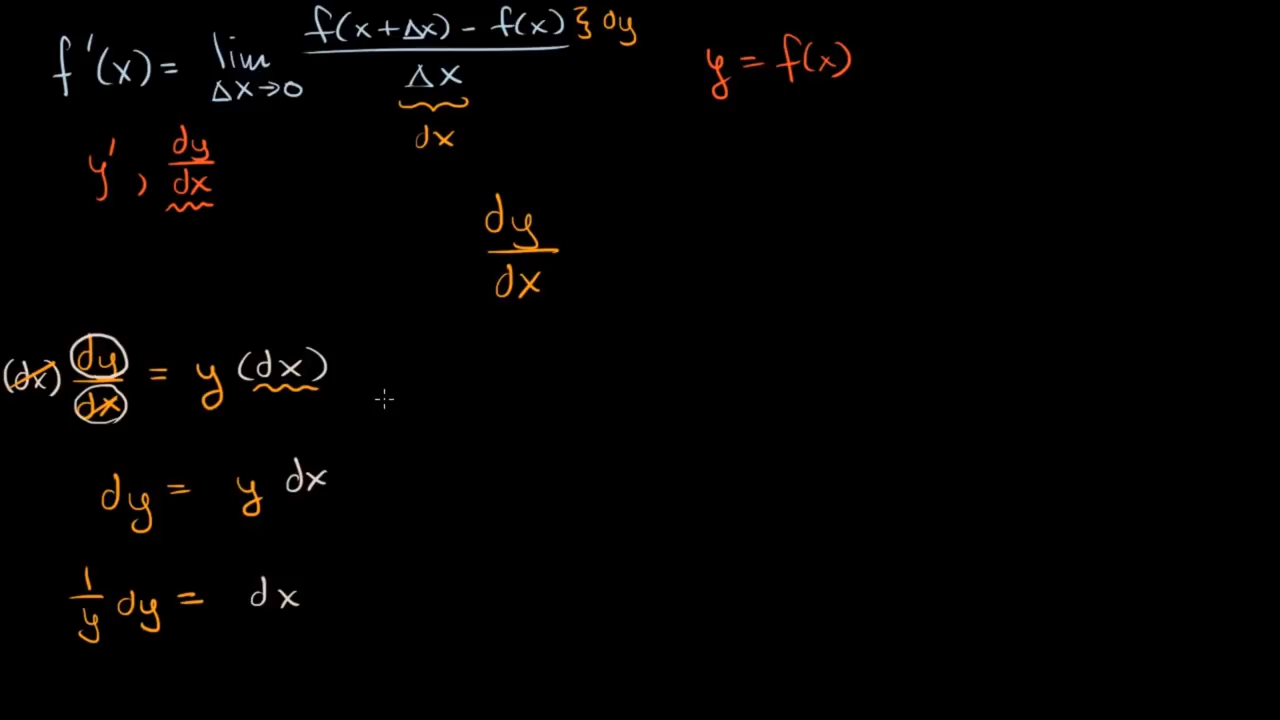 f'(x) = lim Δx→0 f(x+Δx) - f(x) / Δx } dy
y = f(x)
dx
y' , dy/dx
dy/dx
(dx) dy/dx = y (dx)
dy = y dx
1/y dy = dx